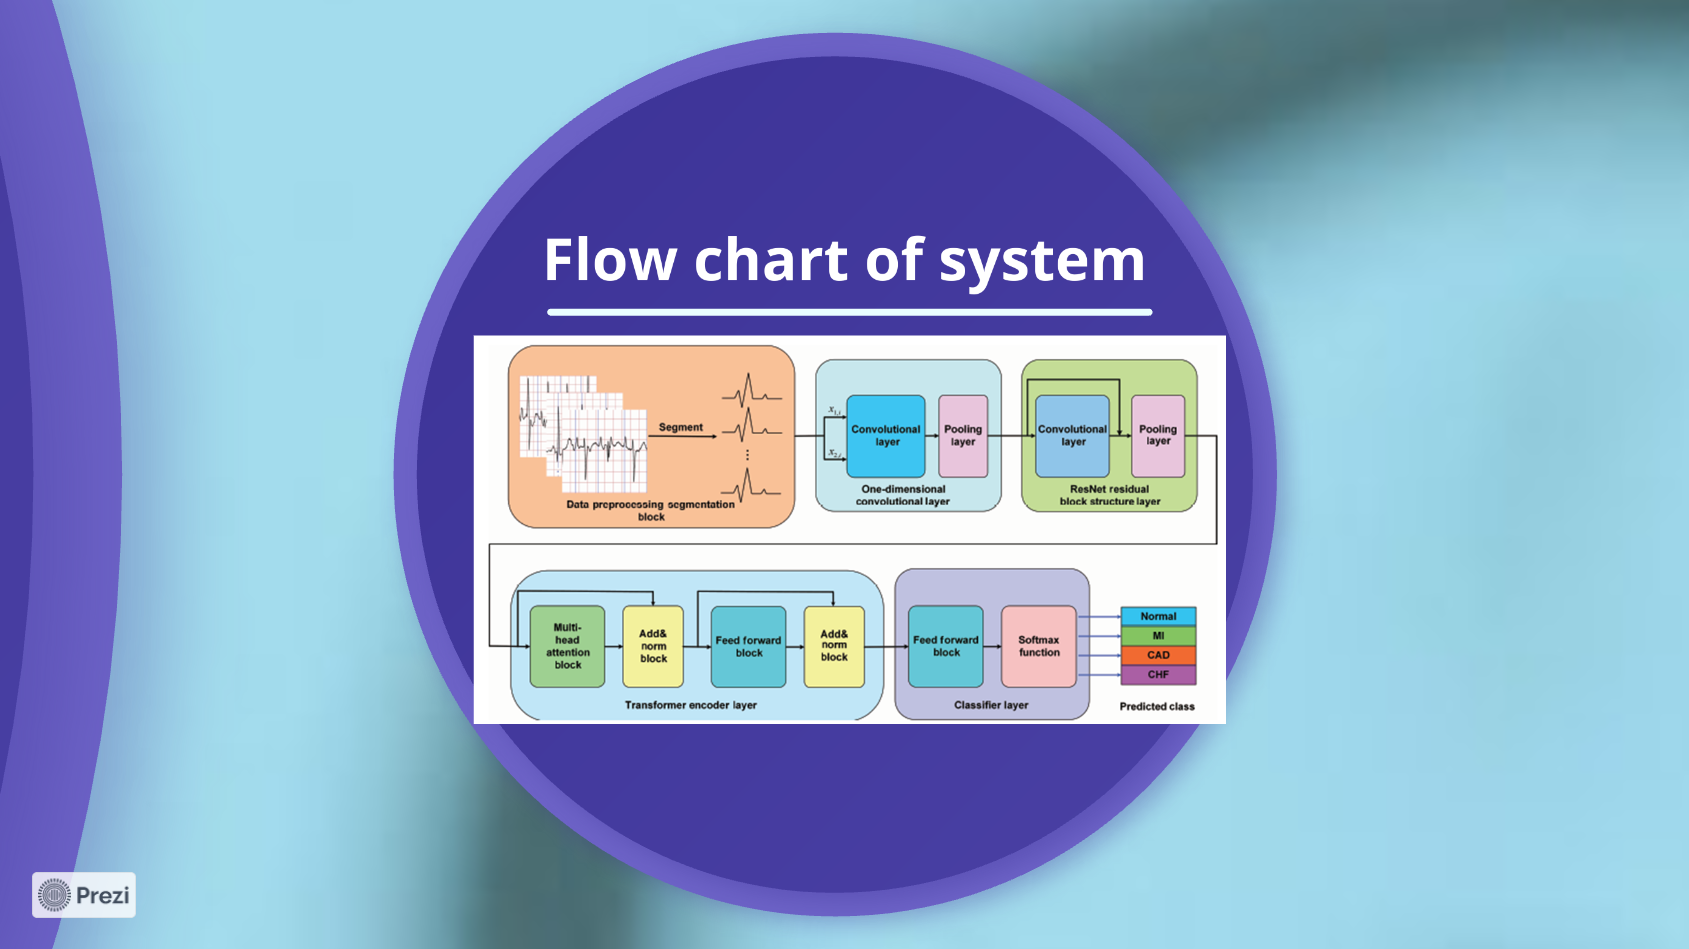 Flow chart of system
Segment
Data preprocessing segmentation
block
x1,i
x2,i
Convolutional
layer
Pooling
layer
One-dimensional
convolutional layer
Convolutional
layer
Pooling
layer
ResNet residual
block structure layer
Multi-
head
attention
block
Add&
norm
block
Feed forward
block
Add&
norm
block
Transformer encoder layer
Feed forward
block
Softmax
function
Classifier layer
Normal
MI
CAD
CHF
Predicted class
Prezi